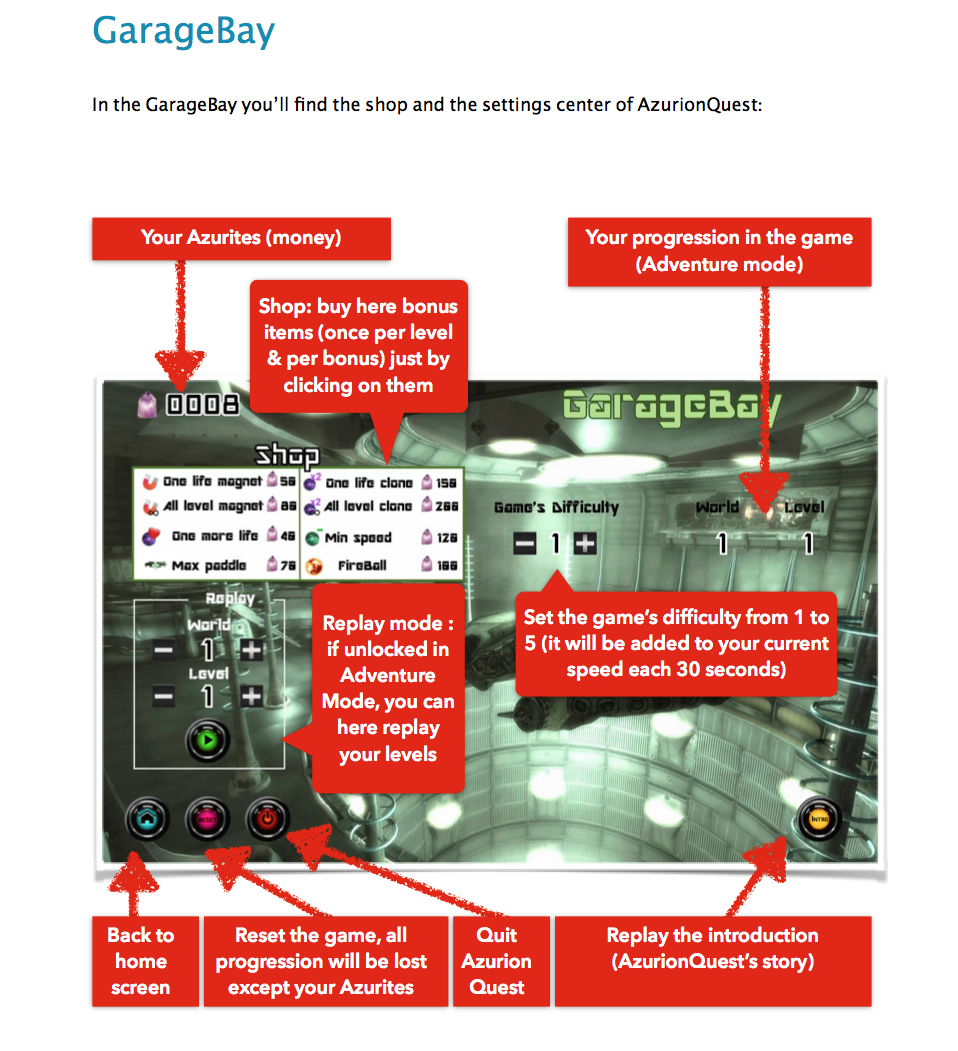 GarageBay
In the GarageBay you’ll find the shop and the settings center of AzurionQuest:
Your Azurites (money)
Your progression in the game
(Adventure mode)
Shop: buy here bonus
items (once per level
& per bonus) just by
clicking on them
0008
GarageBay
Shop
One life magnet 50
One life clone 150
All level magnet 80
All level clone 200
One more life 40
Min speed 120
Max paddle 70
FireBall 100
Game's Difficulty
1
World Level
1 1
Set the game’s difficulty from 1 to
5 (it will be added to your current
speed each 30 seconds)
Replay
World
1
Level
1
Replay mode :
if unlocked in
Adventure
Mode, you can
here replay
your levels
RESET
INTRO
Back to
home
screen
Reset the game, all
progression will be lost
except your Azurites
Quit
Azurion
Quest
Replay the introduction
(AzurionQuest’s story)